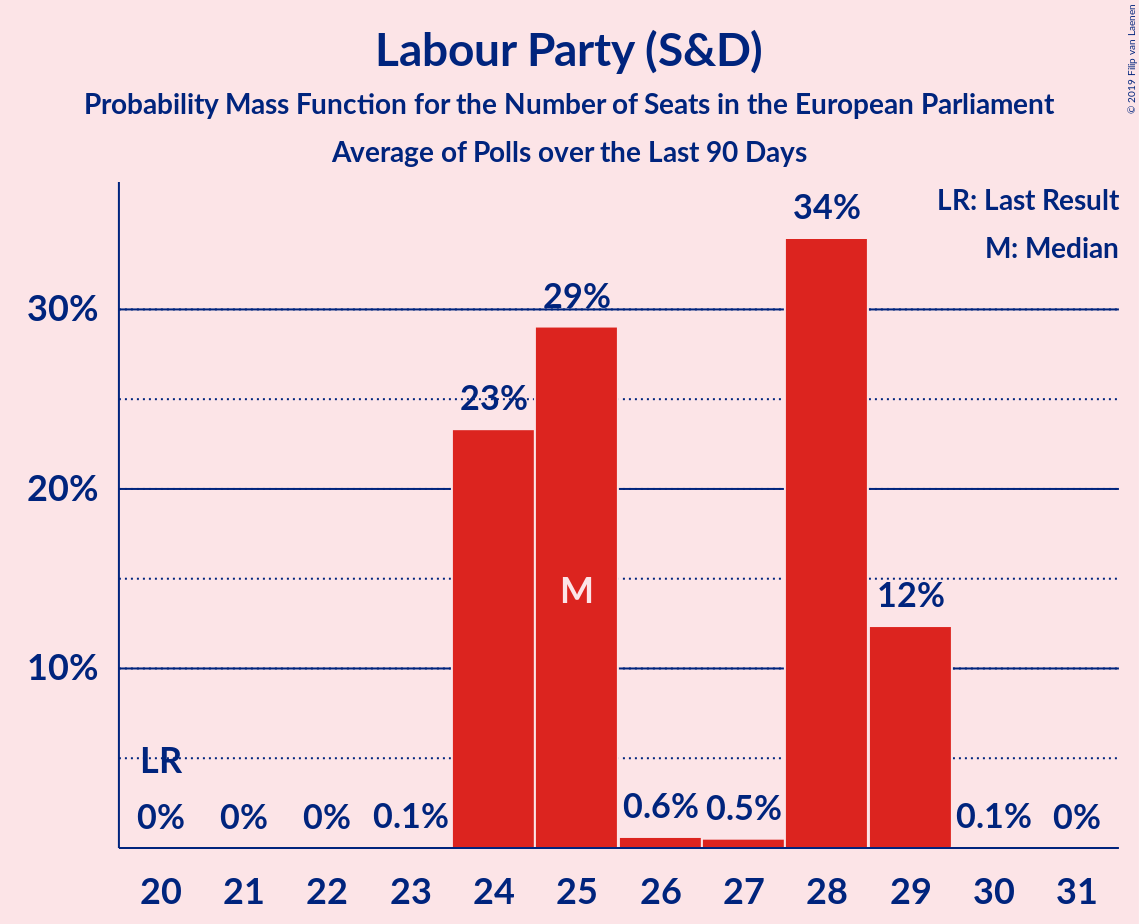 Labour Party (S&D)
Probability Mass Function for the Number of Seats in the European Parliament
Average of Polls over the Last 90 Days
© 2019 Filip van Laenen
LR: Last Result
M: Median
34%
29%
30%
23%
20%
M
12%
10%
LR
0% 0% 0% 0.1% 0.6% 0.5% 0.1% 0%
20 21 22 23 24 25 26 27 28 29 30 31